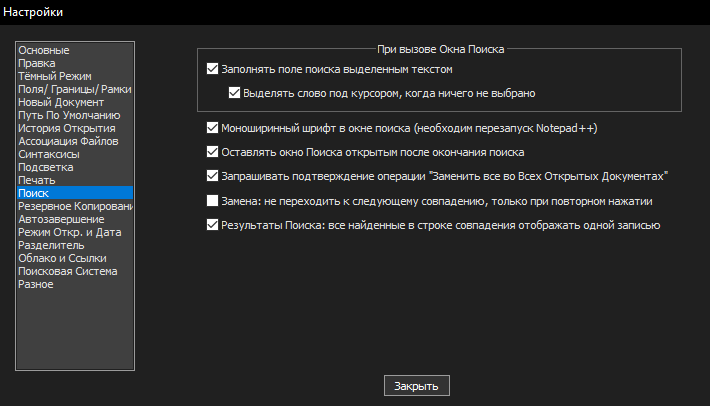 Настройки
Основные
Правка
Тёмный Режим
Поля/ Границы/ Рамки
Новый Документ
Путь По Умолчанию
История Открытия
Ассоциация Файлов
Синтаксисы
Подсветка
Печать
Поиск
Резервное Копировани
Автозавершение
Режим Откр. и Дата
Разделитель
Облако и Ссылки
Поисковая Система
Разное
При вызове Окна Поиска
Заполнять поле поиска выделенным текстом
Выделять слово под курсором, когда ничего не выбрано
Моноширинный шрифт в окне поиска (необходим перезапуск Notepad++)
Оставлять окно Поиска открытым после окончания поиска
Запрашивать подтверждение операции "Заменить все во Всех Открытых Документах"
Замена: не переходить к следующему совпадению, только при повторном нажатии
Результаты Поиска: все найденные в строке совпадения отображать одной записью
Закрыть